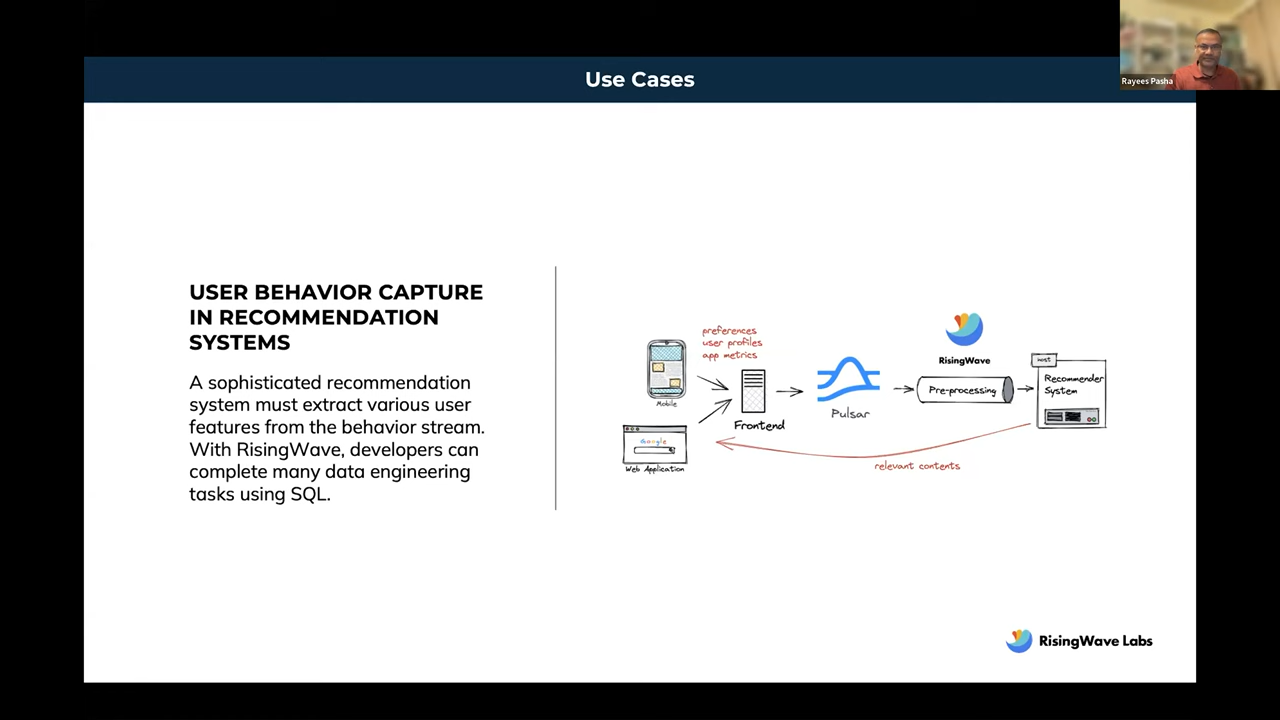 Use Cases
Rayees Pasha
USER BEHAVIOR CAPTURE
IN RECOMMENDATION
SYSTEMS
A sophisticated recommendation
system must extract various user
features from the behavior stream.
With RisingWave, developers can
complete many data engineering
tasks using SQL.
preferences
user profiles
app metrics
Mobile
Google
Web Application
Frontend
Pulsar
RisingWave
Pre-processing
host
Recommender
System
relevant contents
RisingWave Labs